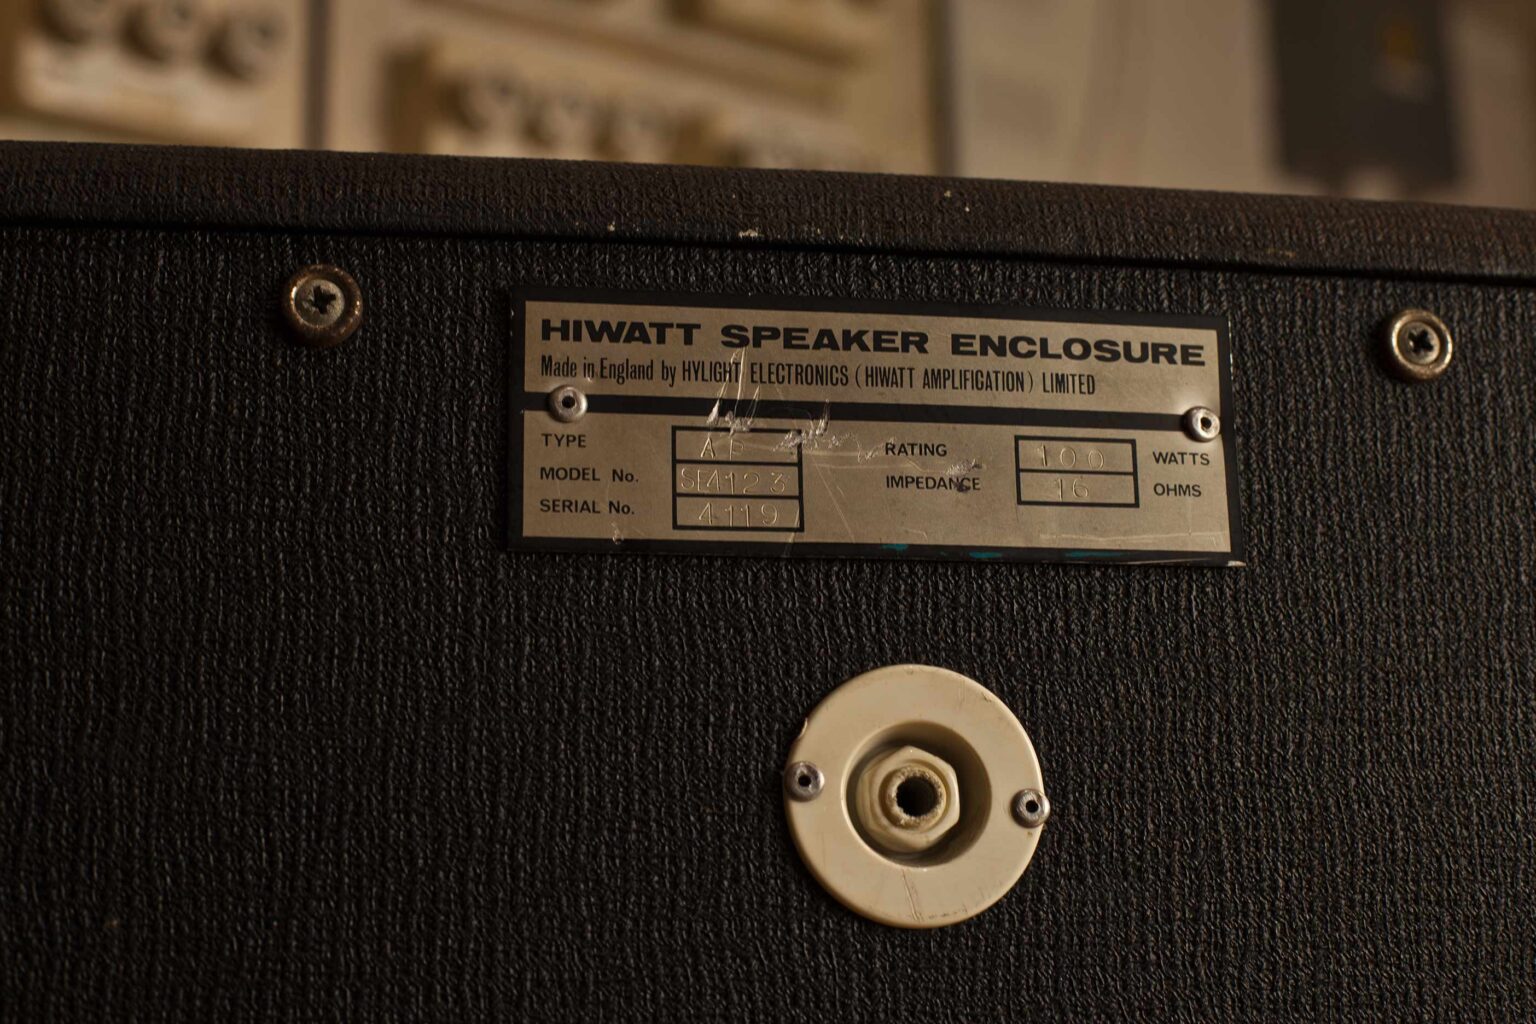 HIWATT SPEAKER ENCLOSURE
Made in England by HYLIGHT ELECTRONICS (HIWATT AMPLIFICATION) LIMITED
TYPE AP RATING 100 WATTS
MODEL No. SE4123 IMPEDANCE 16 OHMS
SERIAL No. 4119